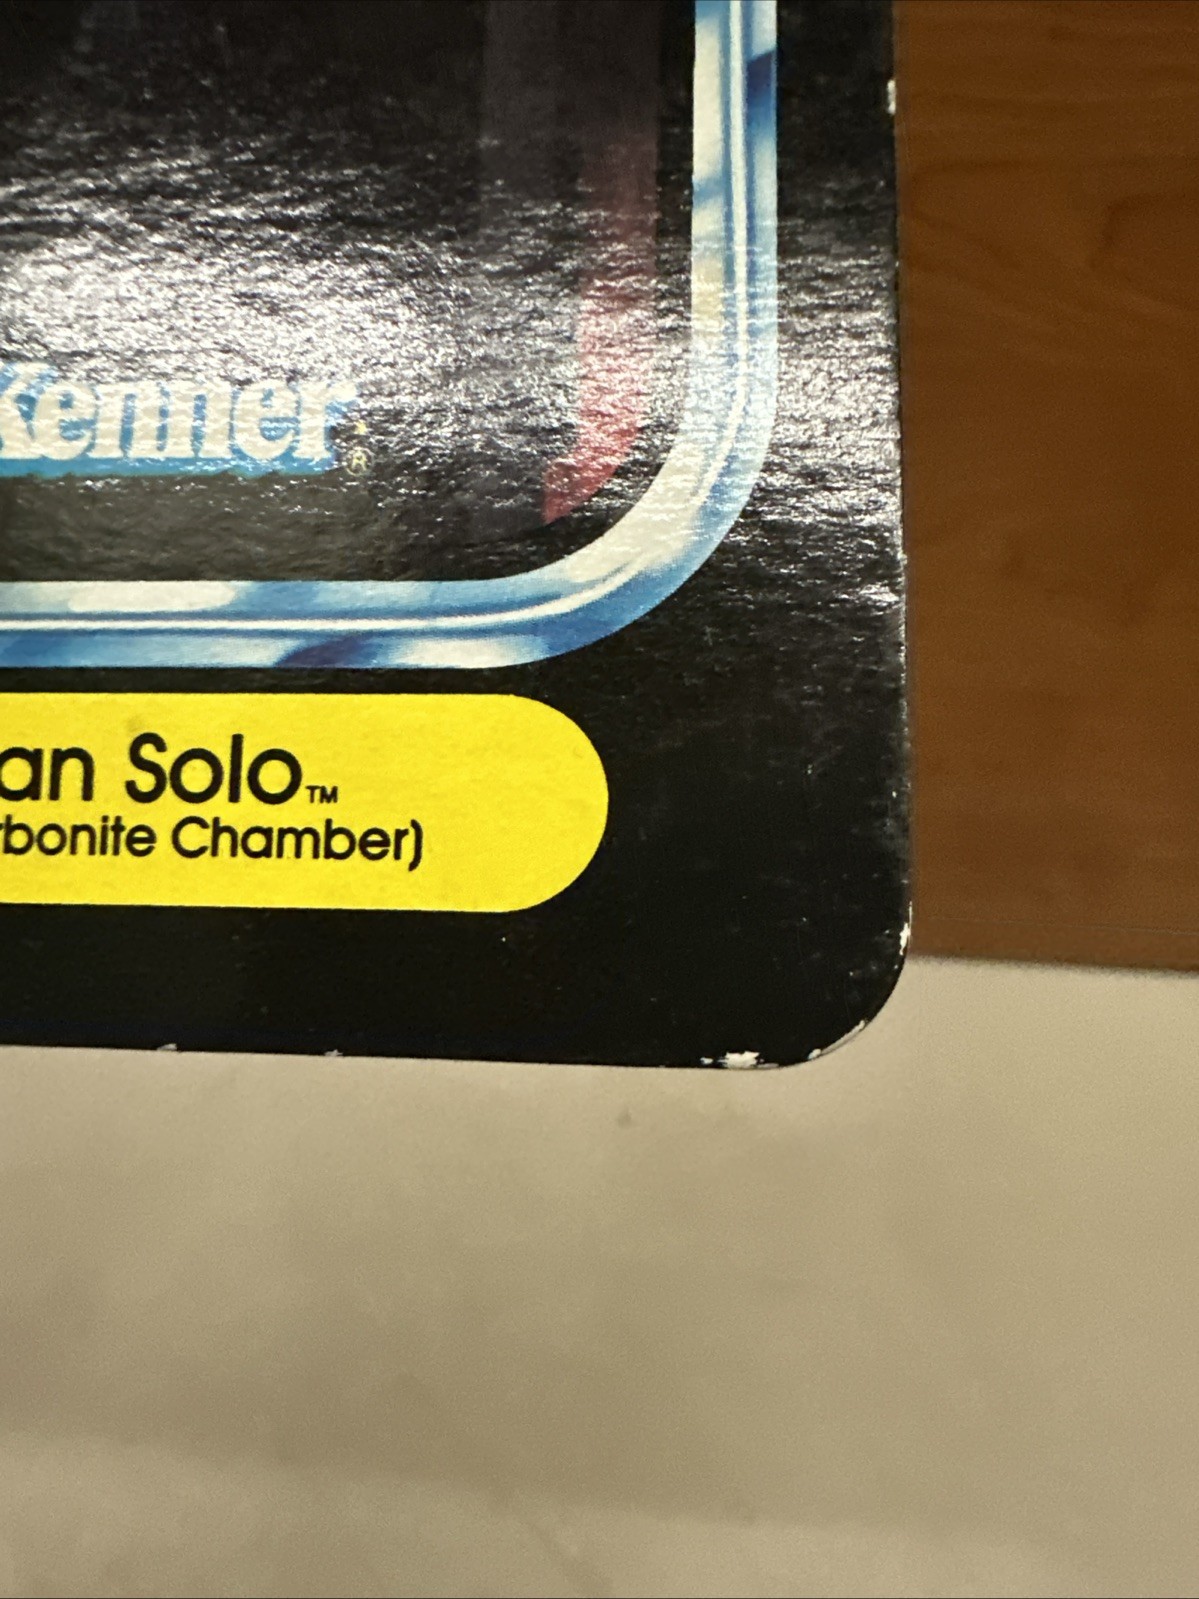 Kenner®
an Solo™
rbonite Chamber)